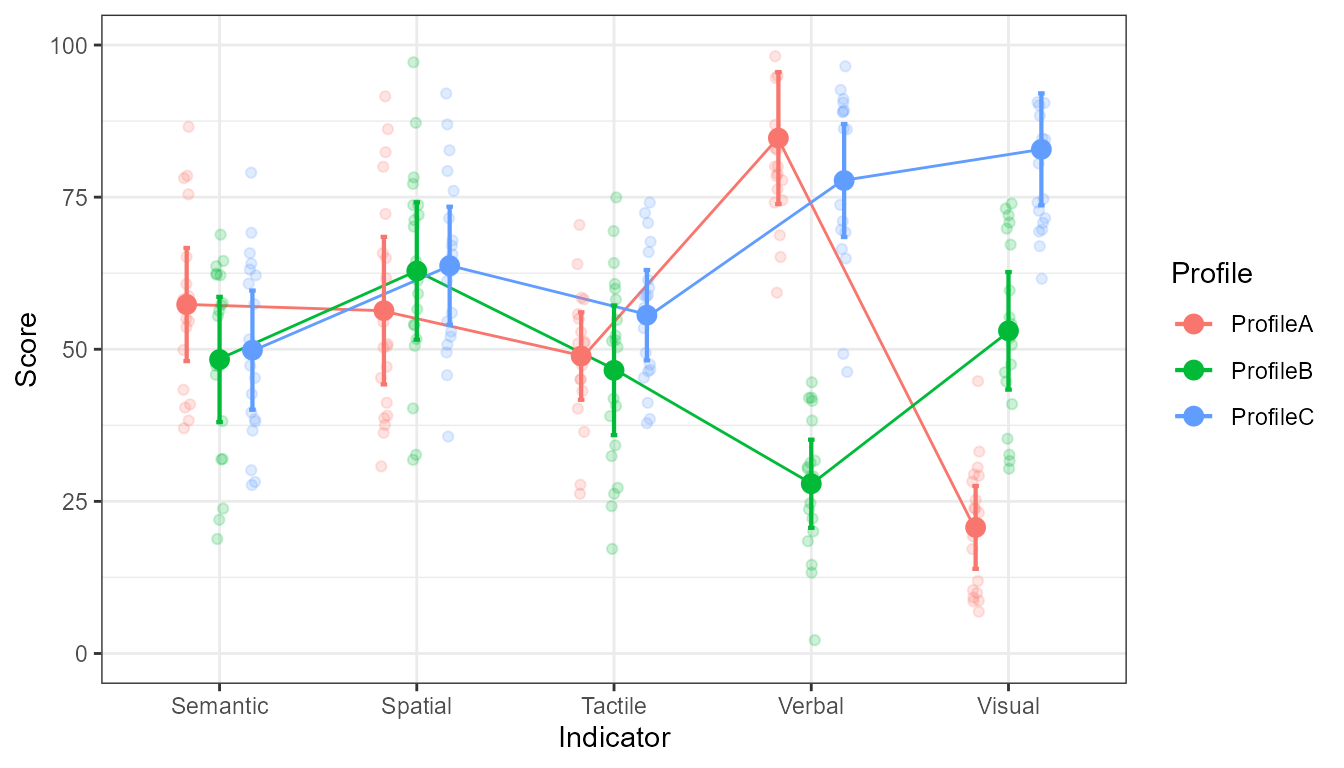 100
75
50
25
0
Score
Semantic
Spatial
Tactile
Verbal
Visual
Indicator
Profile
ProfileA
ProfileB
ProfileC